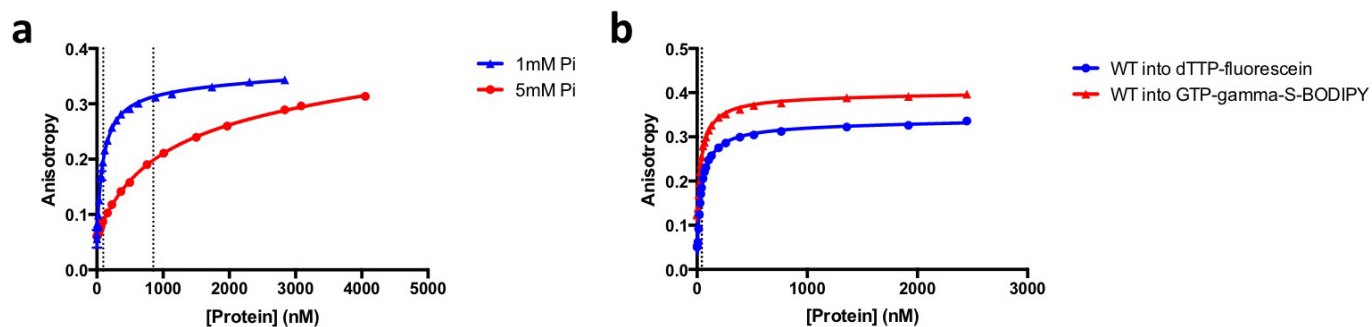 a
0.4
0.3
0.2
0.1
0.0
Anisotropy
0 1000 2000 3000 4000 5000
[Protein] (nM)
1mM Pi
5mM Pi
b
0.5
0.4
0.3
0.2
0.1
0.0
Anisotropy
0 1000 2000 3000
[Protein] (nM)
WT into dTTP-fluorescein
WT into GTP-gamma-S-BODIPY